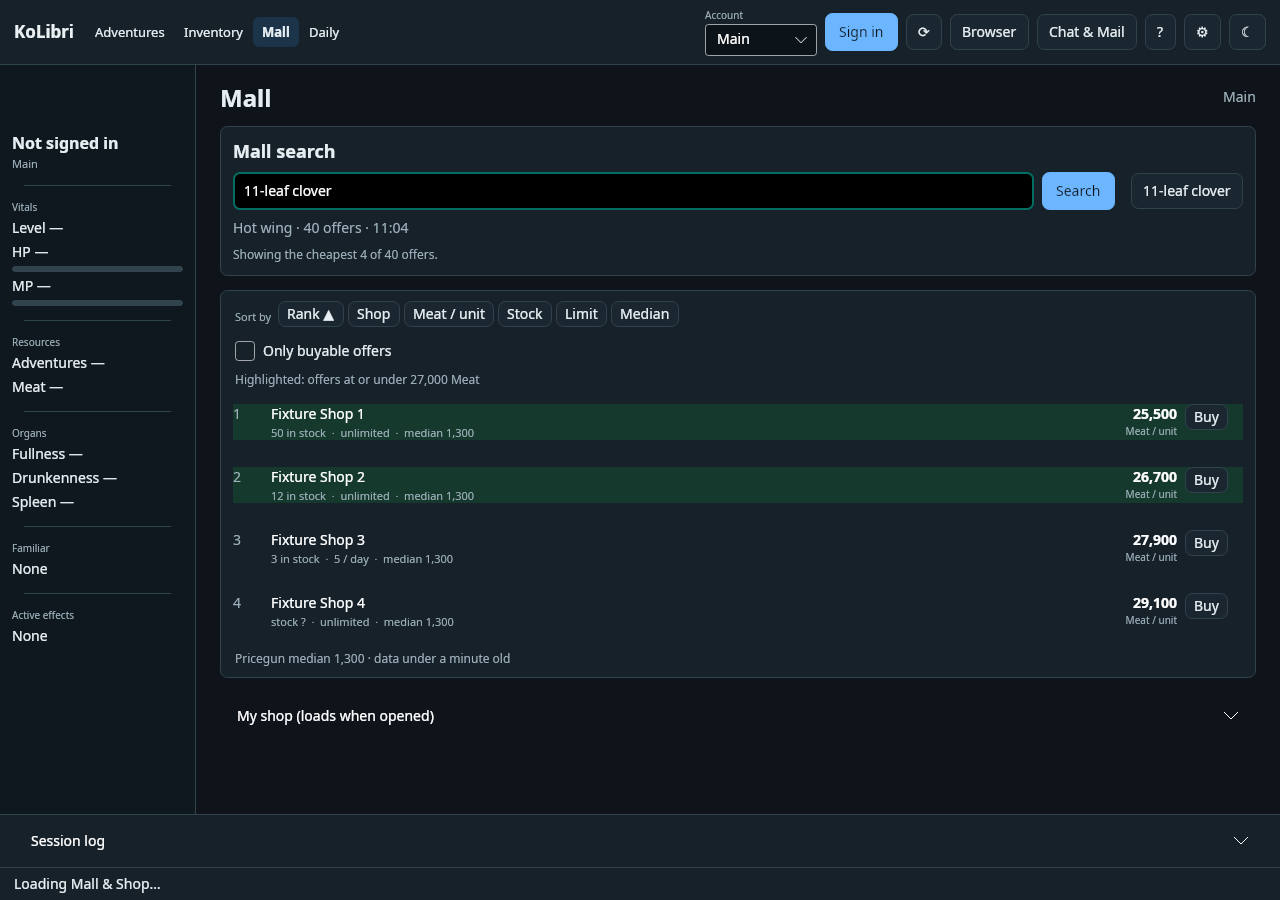 KoLibri
Adventures
Inventory
Mall
Daily
Account
Main
Sign in
⟳
Browser
Chat & Mail
?
⚙
☾
Not signed in
Main
Vitals
Level —
HP —
MP —
Resources
Adventures —
Meat —
Organs
Fullness —
Drunkenness —
Spleen —
Familiar
None
Active effects
None
Mall
Main
Mall search
11-leaf clover
Search
11-leaf clover
Hot wing · 40 offers · 11:04
Showing the cheapest 4 of 40 offers.
Sort by
Rank ▲
Shop
Meat / unit
Stock
Limit
Median
Only buyable offers
Highlighted: offers at or under 27,000 Meat
1
Fixture Shop 1
50 in stock · unlimited · median 1,300
25,500
Meat / unit
Buy
2
Fixture Shop 2
12 in stock · unlimited · median 1,300
26,700
Meat / unit
Buy
3
Fixture Shop 3
3 in stock · 5 / day · median 1,300
27,900
Meat / unit
Buy
4
Fixture Shop 4
stock ? · unlimited · median 1,300
29,100
Meat / unit
Buy
Pricegun median 1,300 · data under a minute old
My shop (loads when opened)
Session log
Loading Mall & Shop...